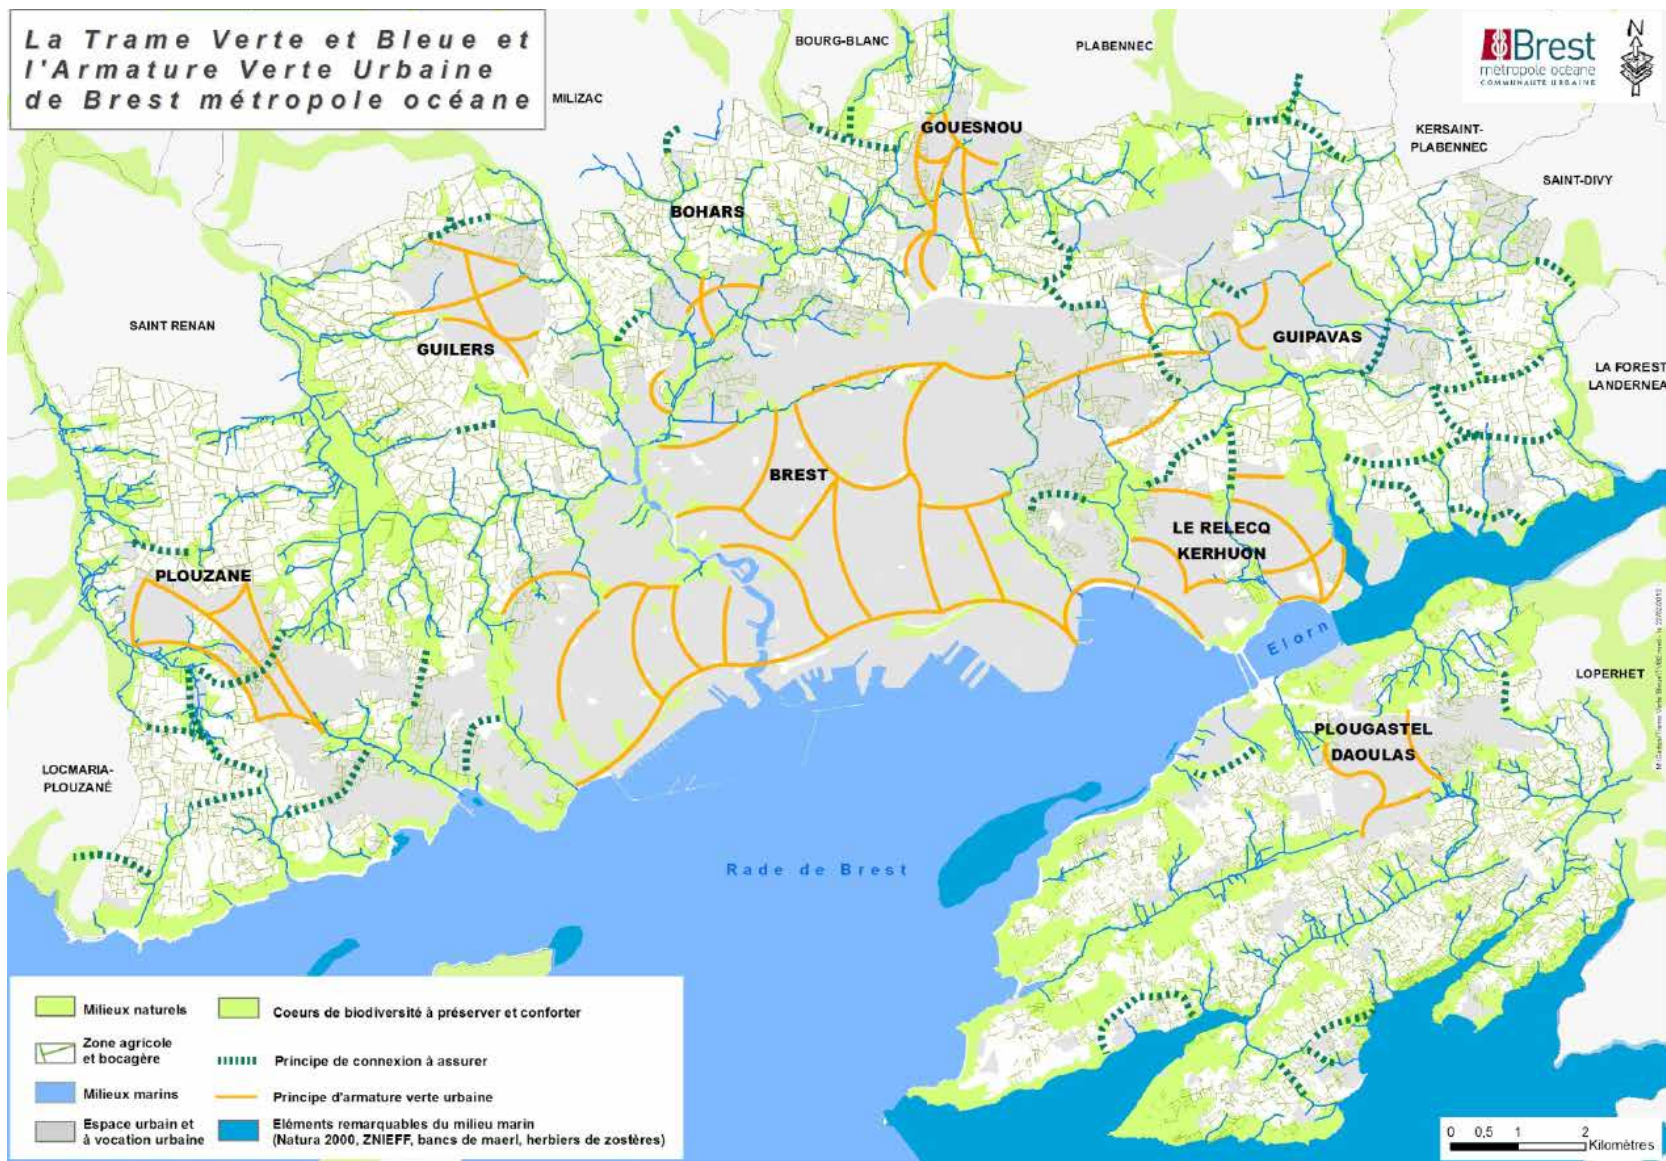 La Trame Verte et Bleue et
l'Armature Verte Urbaine
de Brest métropole océane
BOURG-BLANC
PLABENNEC
Brest
métropole océane
COMMUNAUTÉ URBAINE
N
MILIZAC
GOUESNOU
KERSAINT-
PLABENNEC
SAINT-DIVY
BOHARS
SAINT RENAN
GUILERS
GUIPAVAS
LA FOREST
LANDERNEA
BREST
LE RELECQ
KERHUON
PLOUZANE
Elorn
LOPERHET
PLOUGASTEL
DAOULAS
LOCMARIA-
PLOUZANÉ
Rade de Brest
Milieux naturels
Coeurs de biodiversité à préserver et conforter
Zone agricole
et bocagère
Principe de connexion à assurer
Milieux marins
Principe d'armature verte urbaine
Espace urbain et
à vocation urbaine
Eléments remarquables du milieu marin
(Natura 2000, ZNIEFF, bancs de maerl, herbiers de zostères)
0 0,5 1 2
Kilomètres